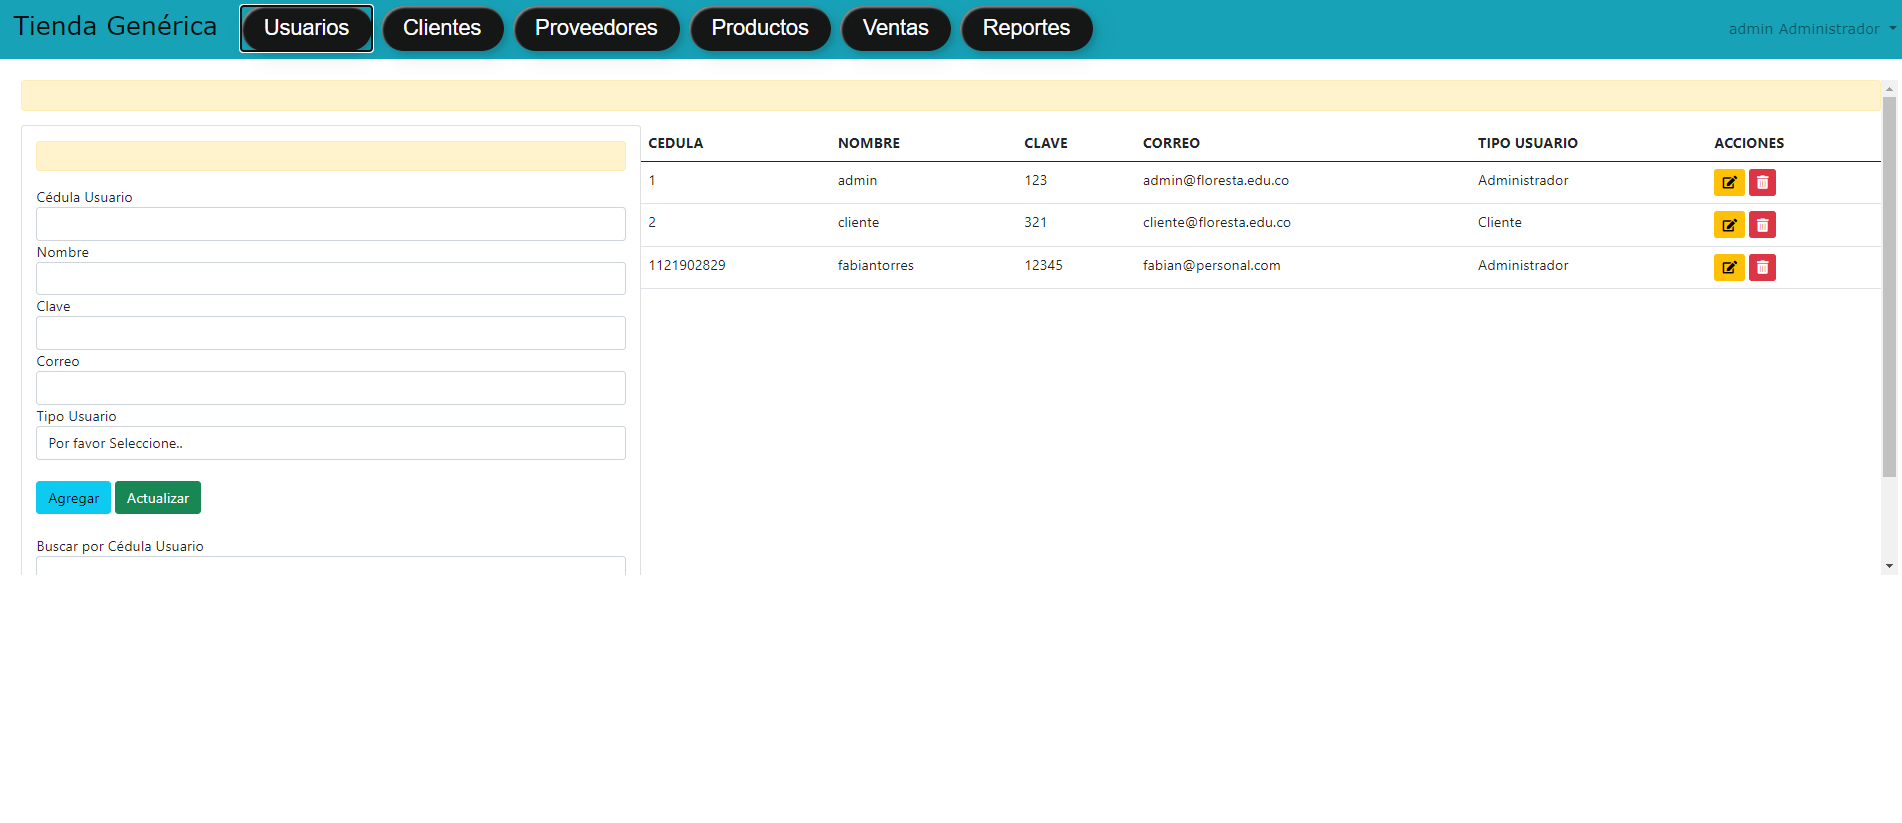 Tienda Genérica Usuarios Clientes Proveedores Productos Ventas Reportes admin Administrador
Cédula Usuario
Nombre
Clave
Correo
Tipo Usuario
Por favor Seleccione..
Agregar Actualizar
Buscar por Cédula Usuario
CEDULA NOMBRE CLAVE CORREO TIPO USUARIO ACCIONES
1 admin 123 admin@floresta.edu.co Administrador
2 cliente 321 cliente@floresta.edu.co Cliente
1121902829 fabiantorres 12345 fabian@personal.com Administrador